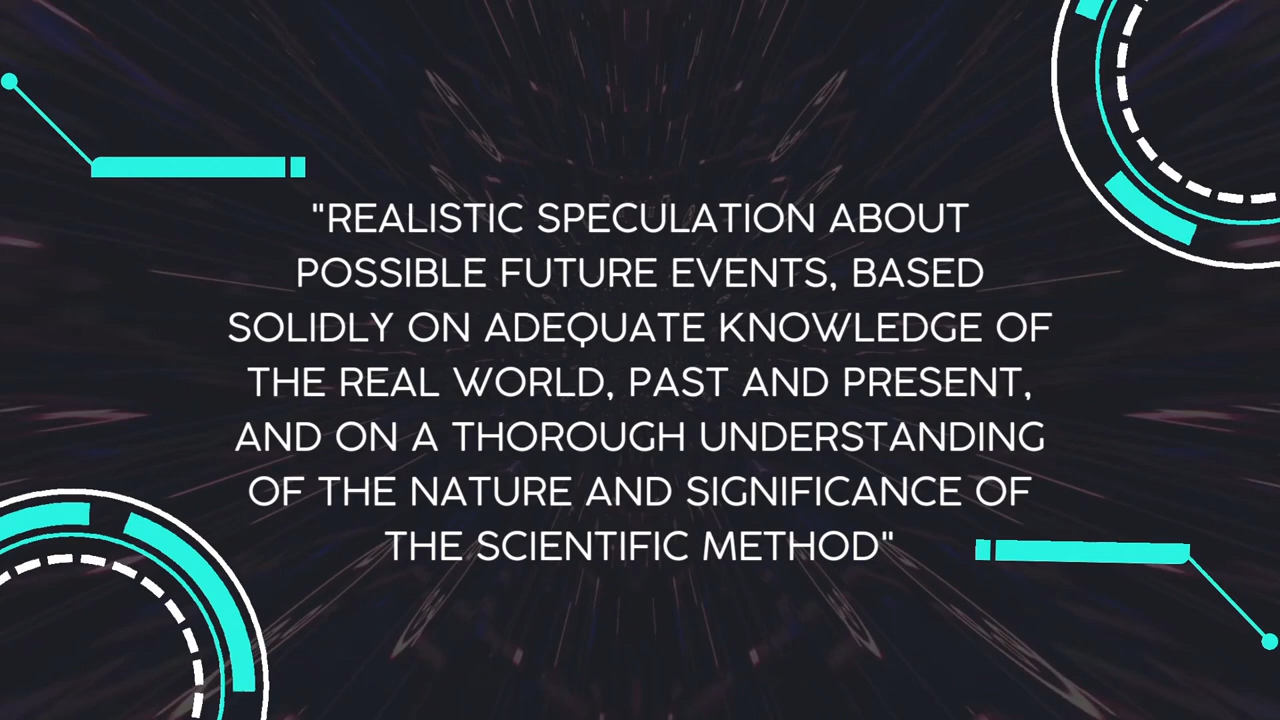 "REALISTIC SPECULATION ABOUT
POSSIBLE FUTURE EVENTS, BASED
SOLIDLY ON ADEQUATE KNOWLEDGE OF
THE REAL WORLD, PAST AND PRESENT,
AND ON A THOROUGH UNDERSTANDING
OF THE NATURE AND SIGNIFICANCE OF
THE SCIENTIFIC METHOD"